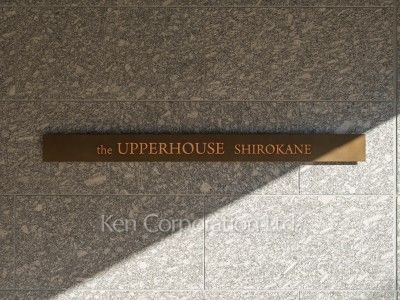 the UPPERHOUSE SHIROKANE
Ken Corporation Ltd.